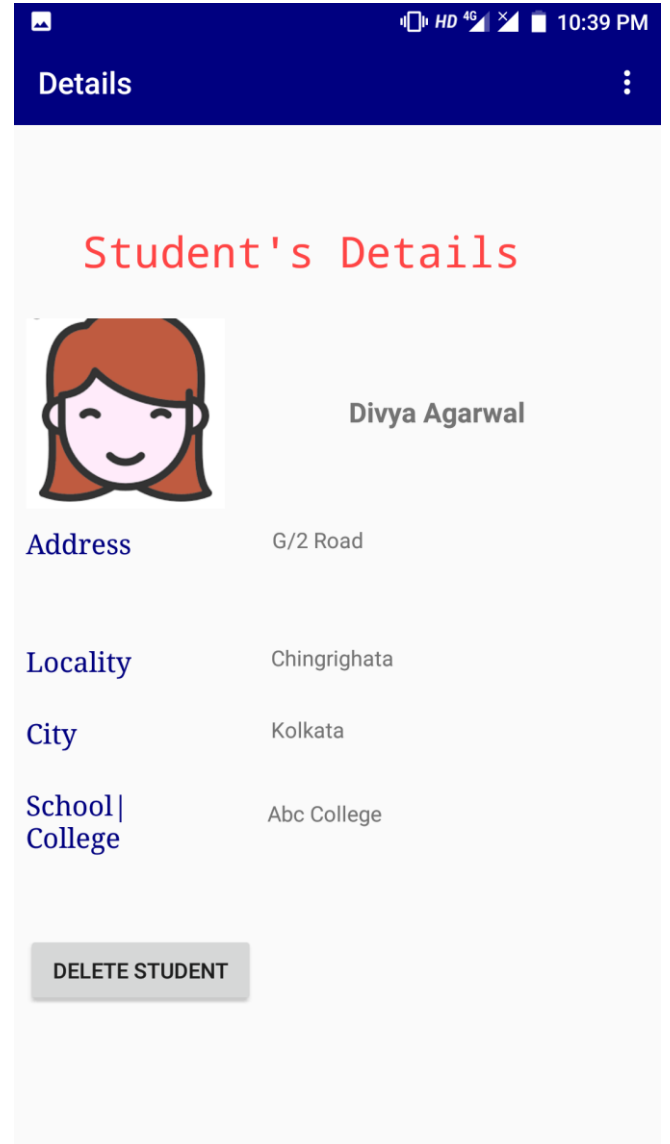 HD 4G 10:39 PM
Details
Student's Details
Divya Agarwal
Address G/2 Road
Locality Chingrighata
City Kolkata
School|
College
Abc College
DELETE STUDENT